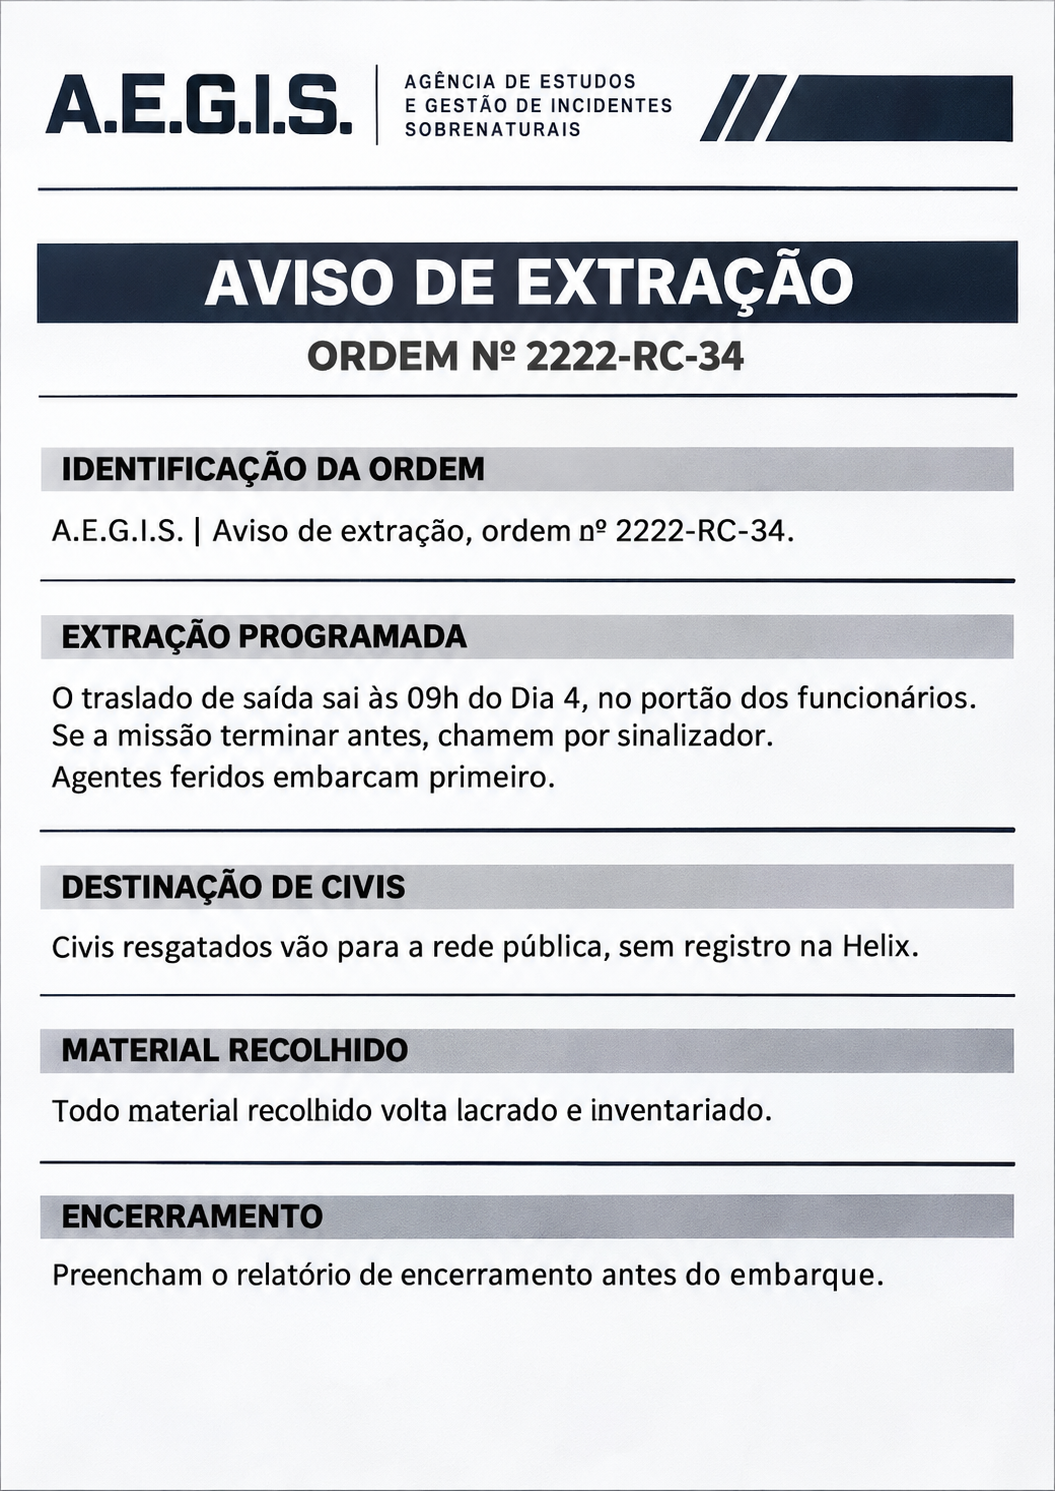 A.E.G.I.S.
AGÊNCIA DE ESTUDOS
E GESTÃO DE INCIDENTES
SOBRENATURAIS
AVISO DE EXTRAÇÃO
ORDEM Nº 2222-RC-34
IDENTIFICAÇÃO DA ORDEM
A.E.G.I.S. | Aviso de extração, ordem nº 2222-RC-34.
EXTRAÇÃO PROGRAMADA
O traslado de saída sai às 09h do Dia 4, no portão dos funcionários.
Se a missão terminar antes, chamem por sinalizador.
Agentes feridos embarcam primeiro.
DESTINAÇÃO DE CIVIS
Civis resgatados vão para a rede pública, sem registro na Helix.
MATERIAL RECOLHIDO
Todo material recolhido volta lacrado e inventariado.
ENCERRAMENTO
Preencham o relatório de encerramento antes do embarque.